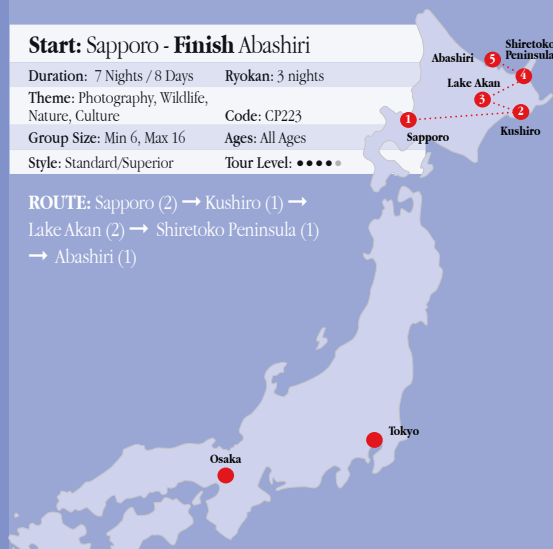 Start: Sapporo - Finish Abashiri
Duration: 7 Nights / 8 Days Ryokan: 3 nights
Theme: Photography, Wildlife,
Nature, Culture Code: CP223
Group Size: Min 6, Max 16 Ages: All Ages
Style: Standard/Superior Tour Level: ●●●●●
ROUTE: Sapporo (2) → Kushiro (1) →
Lake Akan (2) → Shiretoko Peninsula (1)
→ Abashiri (1)
Shiretoko
Peninsula
Abashiri
5
4
Lake Akan
3
2
1
Kushiro
Sapporo
Tokyo
Osaka